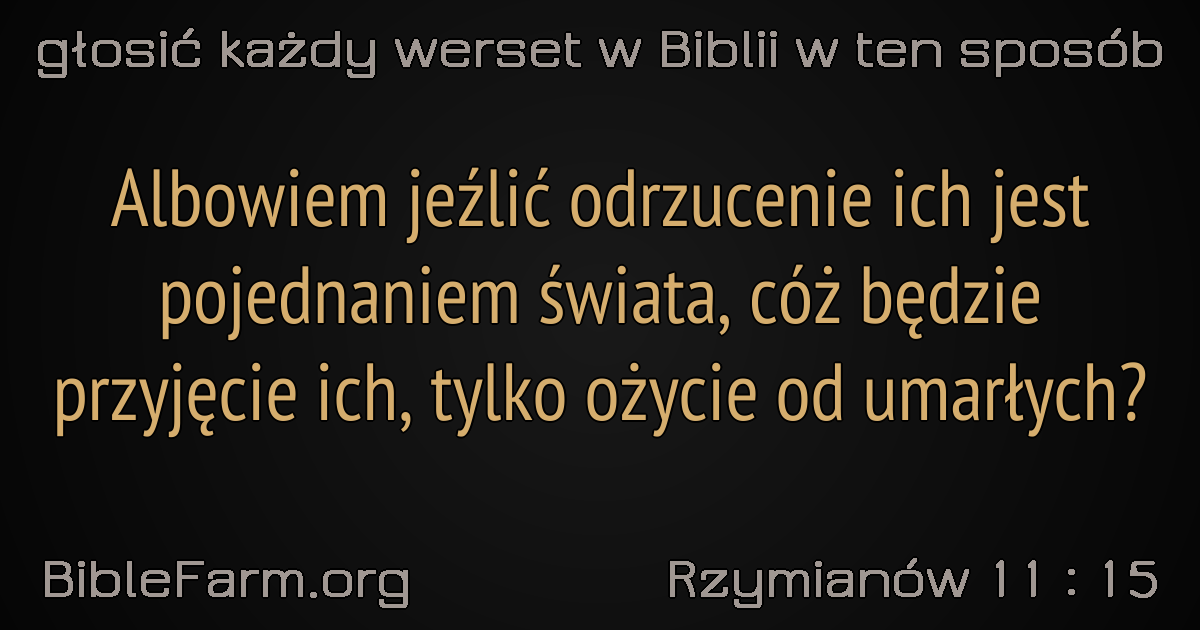 głosić każdy werset w Biblii w ten sposób
Albowiem jeźlić odrzucenie ich jest
pojednaniem świata, cóż będzie
przyjęcie ich, tylko ożycie od umarłych?
BibleFarm.org
Rzymianów 11 : 15